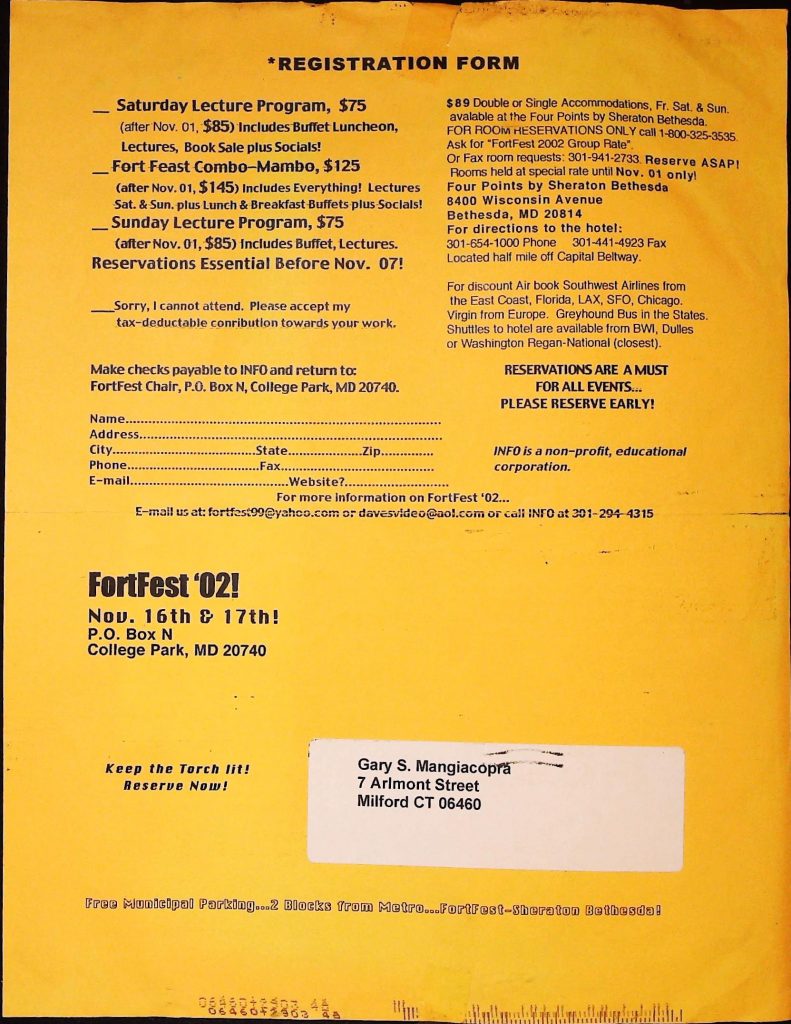 *REGISTRATION FORM
__ Saturday Lecture Program, $75
(after Nov. 01, $85) Includes Buffet Luncheon,
Lectures, Book Sale plus Socials!
__ Fort Feast Combo–Mambo, $125
(after Nov. 01, $145) Includes Everything! Lectures
Sat. & Sun. plus Lunch & Breakfast Buffets plus Socials!
__ Sunday Lecture Program, $75
(after Nov. 01, $85) Includes Buffet, Lectures.
Reservations Essential Before Nov. 07!
___Sorry, I cannot attend. Please accept my
tax-deductable conribution towards your work.
Make checks payable to INFO and return to:
FortFest Chair, P.O. Box N, College Park, MD 20740.
$89 Double or Single Accommodations, Fr. Sat. & Sun.
avalable at the Four Points by Sheraton Bethesda.
FOR ROOM RESERVATIONS ONLY call 1-800-325-3535.
Ask for "FortFest 2002 Group Rate".
Or Fax room requests: 301-941-2733. Reserve ASAP!
Rooms held at special rate until Nov. 01 only!
Four Points by Sheraton Bethesda
8400 Wisconsin Avenue
Bethesda, MD 20814
For directions to the hotel:
301-654-1000 Phone 301-441-4923 Fax
Located half mile off Capital Beltway.
For discount Air book Southwest Airlines from
the East Coast, Florida, LAX, SFO, Chicago.
Virgin from Europe. Greyhound Bus in the States.
Shuttles to hotel are available from BWI, Dulles
or Washington Regan-National (closest).
RESERVATIONS ARE A MUST
FOR ALL EVENTS...
PLEASE RESERVE EARLY!
Name..............................................................................
Address...........................................................................
City...................................State..................Zip.............
Phone................................Fax......................................
E-mail.......................................Website?.........................
INFO is a non-profit, educational
corporation.
For more information on FortFest '02...
E-mail us at: fortfest99@yahoo.com or davesvideo@aol.com or call INFO at 301-294-4315
FortFest '02!
Nov. 16th & 17th!
P.O. Box N
College Park, MD 20740
Keep the Torch lit!
Reserve Now!
Gary S. Mangiacopra
7 Arlmont Street
Milford CT 06460
Free Municipal Parking...2 Blocks from Metro...FortFest-Sheraton Bethesda!
06460+2903 48
06460+2903 48